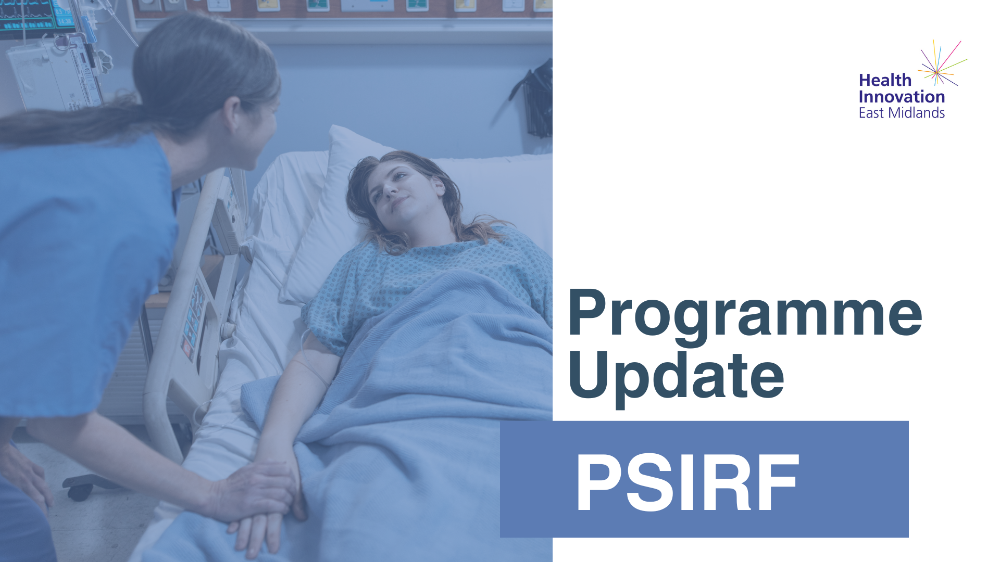 Health
Innovation
East Midlands
Programme
Update
PSIRF